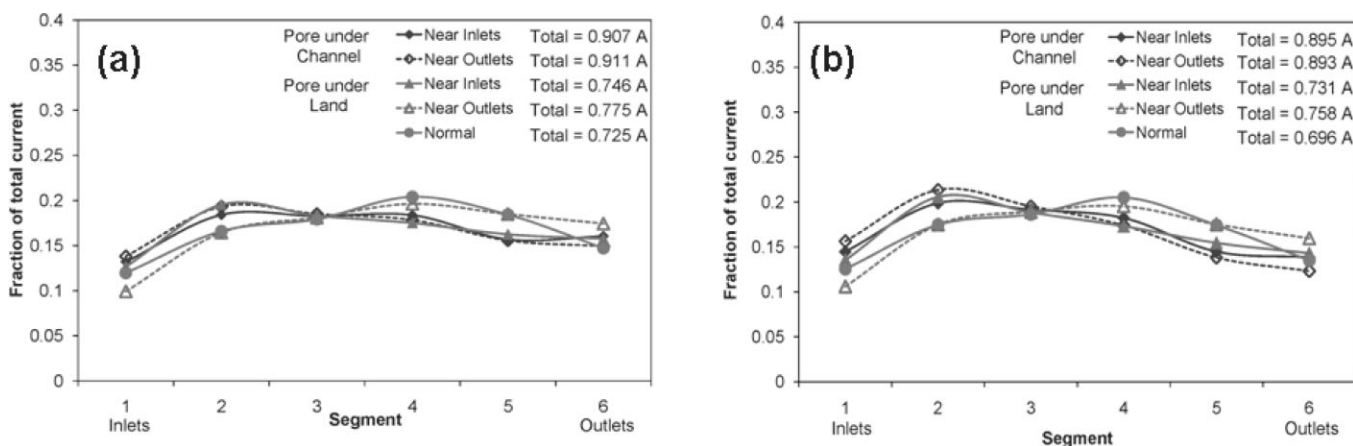 (a)
Fraction of total current
0.4
0.35
0.3
0.25
0.2
0.15
0.1
0.05
0
Pore under Channel
Pore under Land
Near Inlets Total = 0.907 A
Near Outlets Total = 0.911 A
Near Inlets Total = 0.746 A
Near Outlets Total = 0.775 A
Normal Total = 0.725 A
1 2 3 4 5 6
Inlets Segment Outlets
(b)
Fraction of total current
0.4
0.35
0.3
0.25
0.2
0.15
0.1
0.05
0
Pore under Channel
Pore under Land
Near Inlets Total = 0.895 A
Near Outlets Total = 0.893 A
Near Inlets Total = 0.731 A
Near Outlets Total = 0.758 A
Normal Total = 0.696 A
1 2 3 4 5 6
Inlets Outlets
Segment